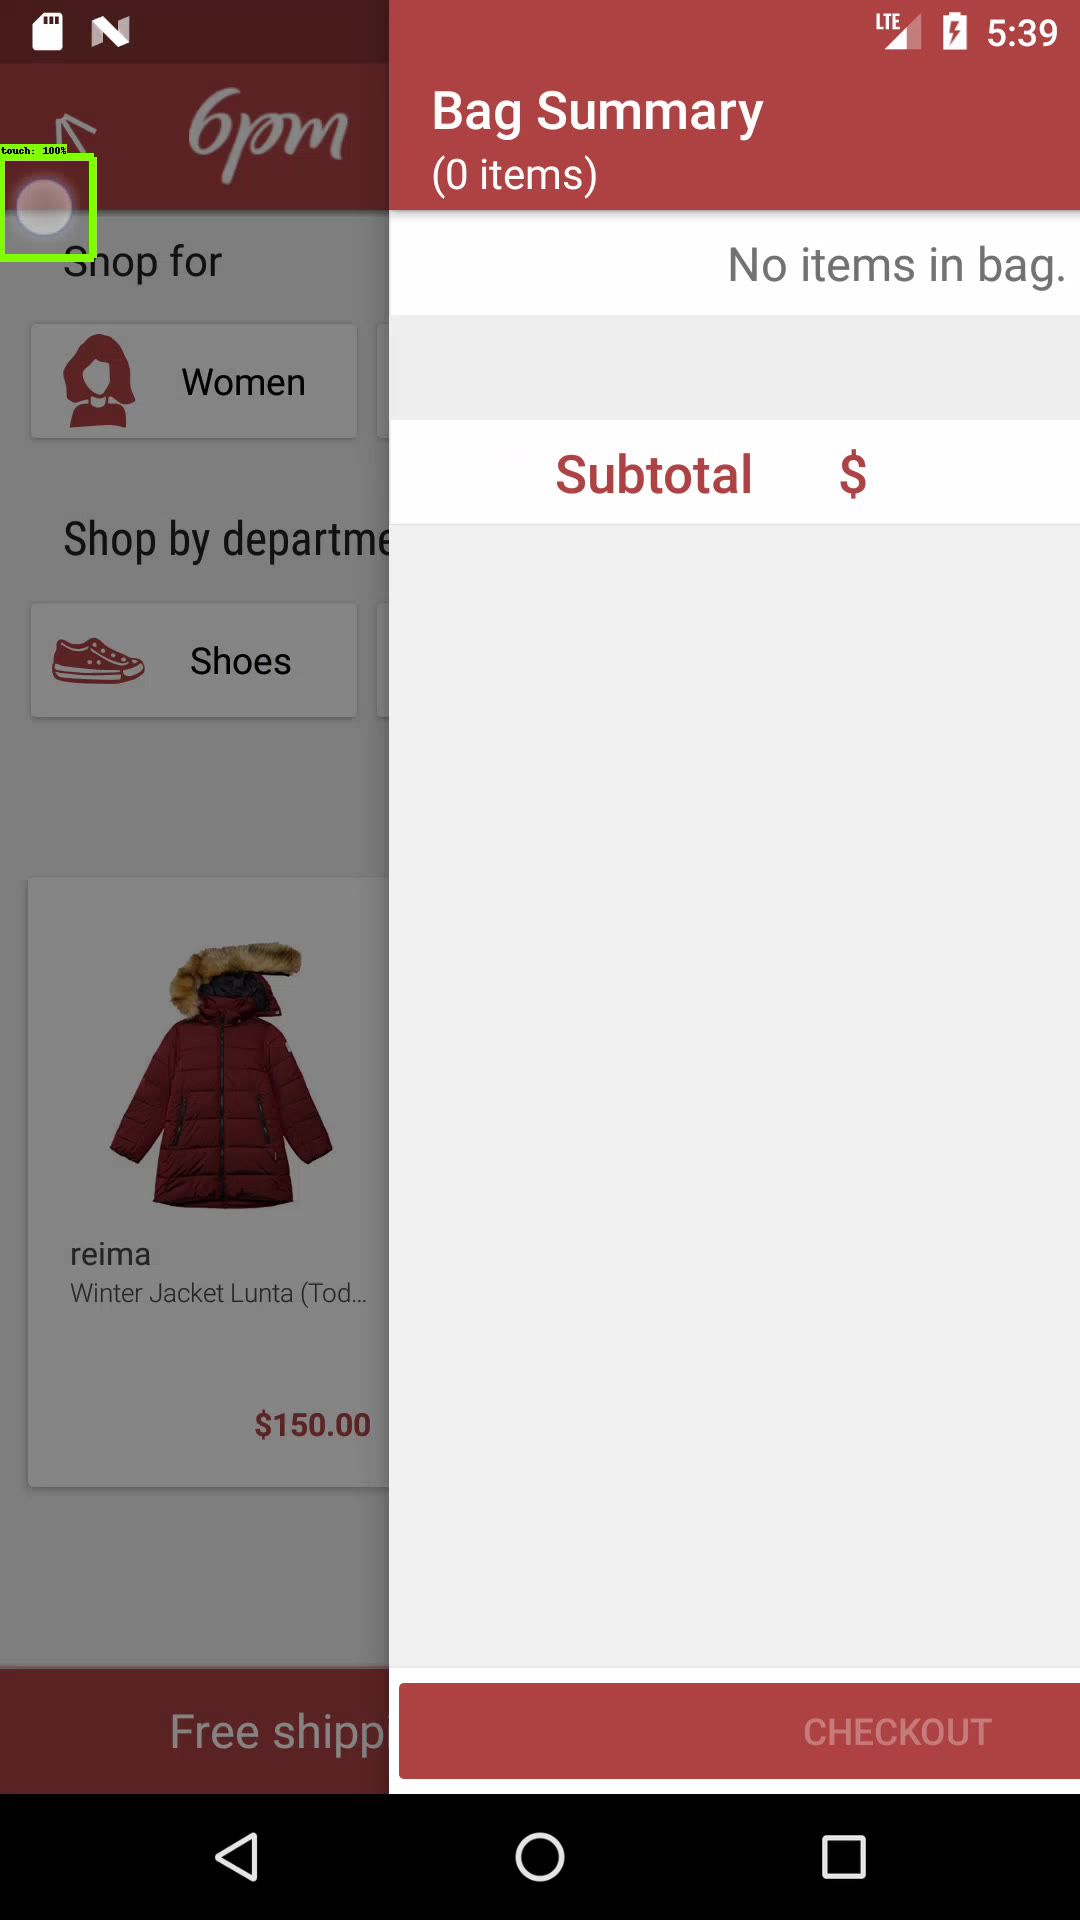 LTE 5:39
6pm
Bag Summary
(0 items)
touch: 100%
Shop for
No items in bag.
Women
Subtotal $
Shop by departme
Shoes
reima
Winter Jacket Lunta (Tod...
$150.00
Free shippi
CHECKOUT